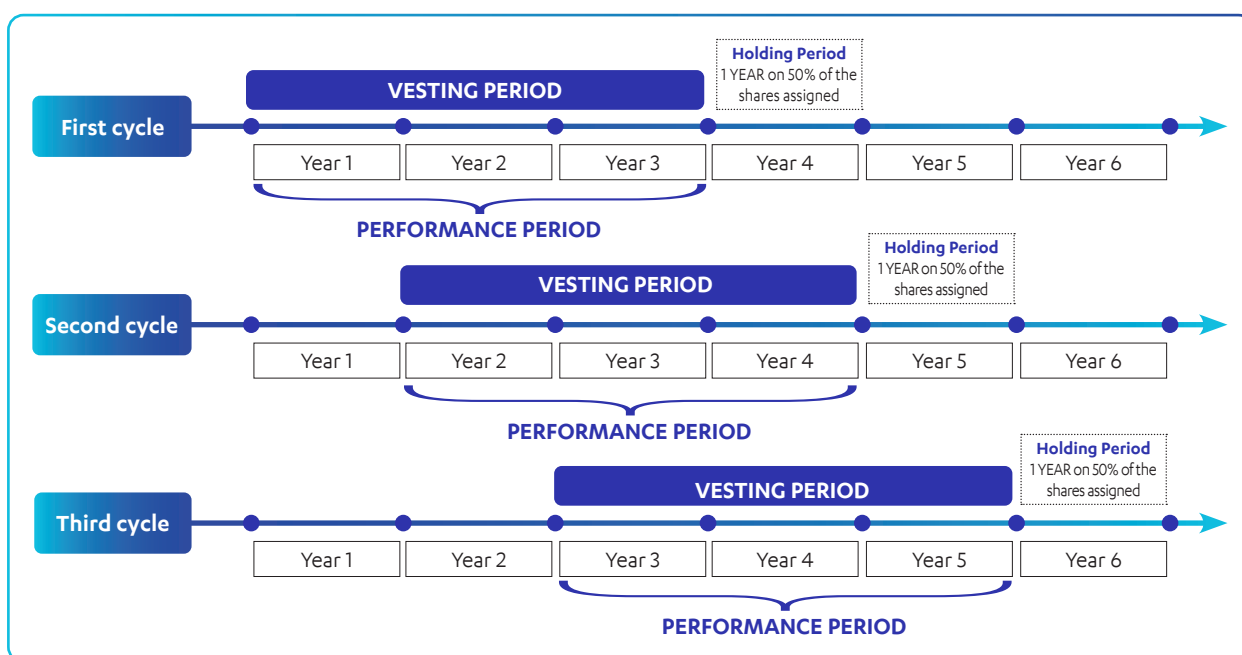 Holding Period
1 YEAR on 50% of the
shares assigned
VESTING PERIOD
First cycle
Year 1 Year 2 Year 3 Year 4 Year 5 Year 6
PERFORMANCE PERIOD
Holding Period
1 YEAR on 50% of the
shares assigned
VESTING PERIOD
Second cycle
Year 1 Year 2 Year 3 Year 4 Year 5 Year 6
PERFORMANCE PERIOD
Holding Period
1 YEAR on 50% of the
shares assigned
VESTING PERIOD
Third cycle
Year 1 Year 2 Year 3 Year 4 Year 5 Year 6
PERFORMANCE PERIOD